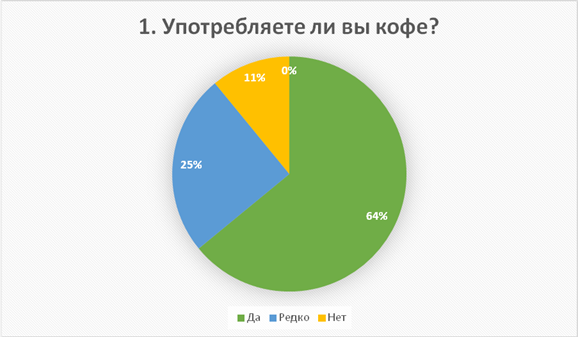 1. Употребляете ли вы кофе?
11%
0%
25%
64%
Да Редко Нет